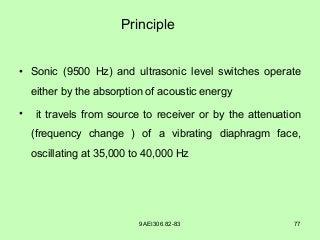 Principle
• Sonic (9500 Hz) and ultrasonic level switches operate
either by the absorption of acoustic energy
• it travels from source to receiver or by the attenuation
(frequency change ) of a vibrating diaphragm face,
oscillating at 35,000 to 40,000 Hz
9AEI306.82-83
77